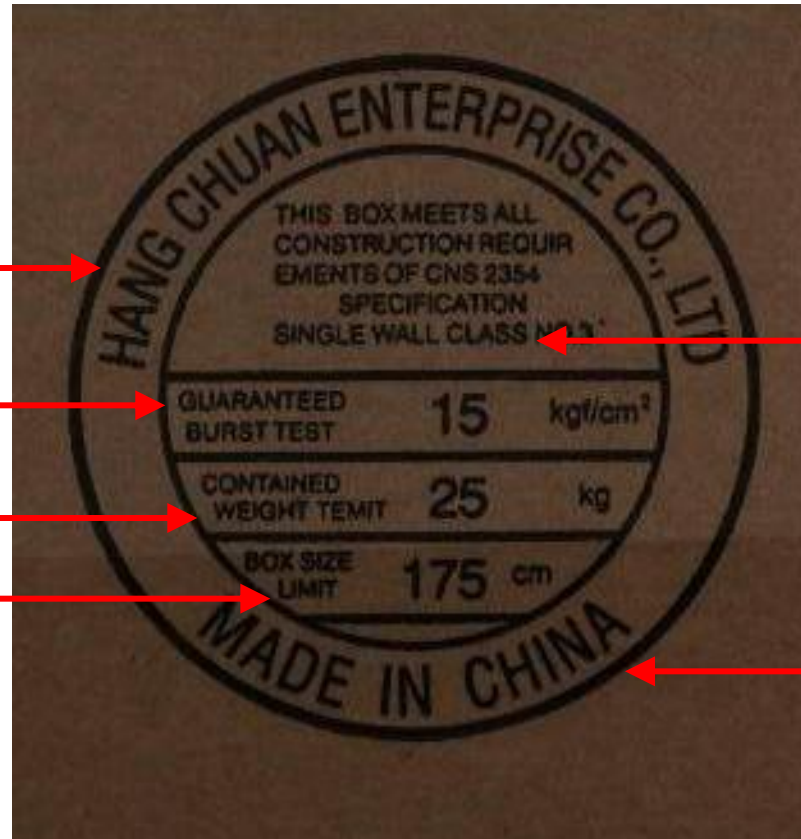 HANG CHUAN ENTERPRISE CO., LTD
THIS BOX MEETS ALL
CONSTRUCTION REQUIR
EMENTS OF CNS 2354
SPECIFICATION
SINGLE WALL CLASS NO.3
GUARANTEED
BURST TEST 15 kgf/cm²
CONTAINED
WEIGHT TEMIT 25 kg
BOX SIZE
LIMIT 175 cm
MADE IN CHINA